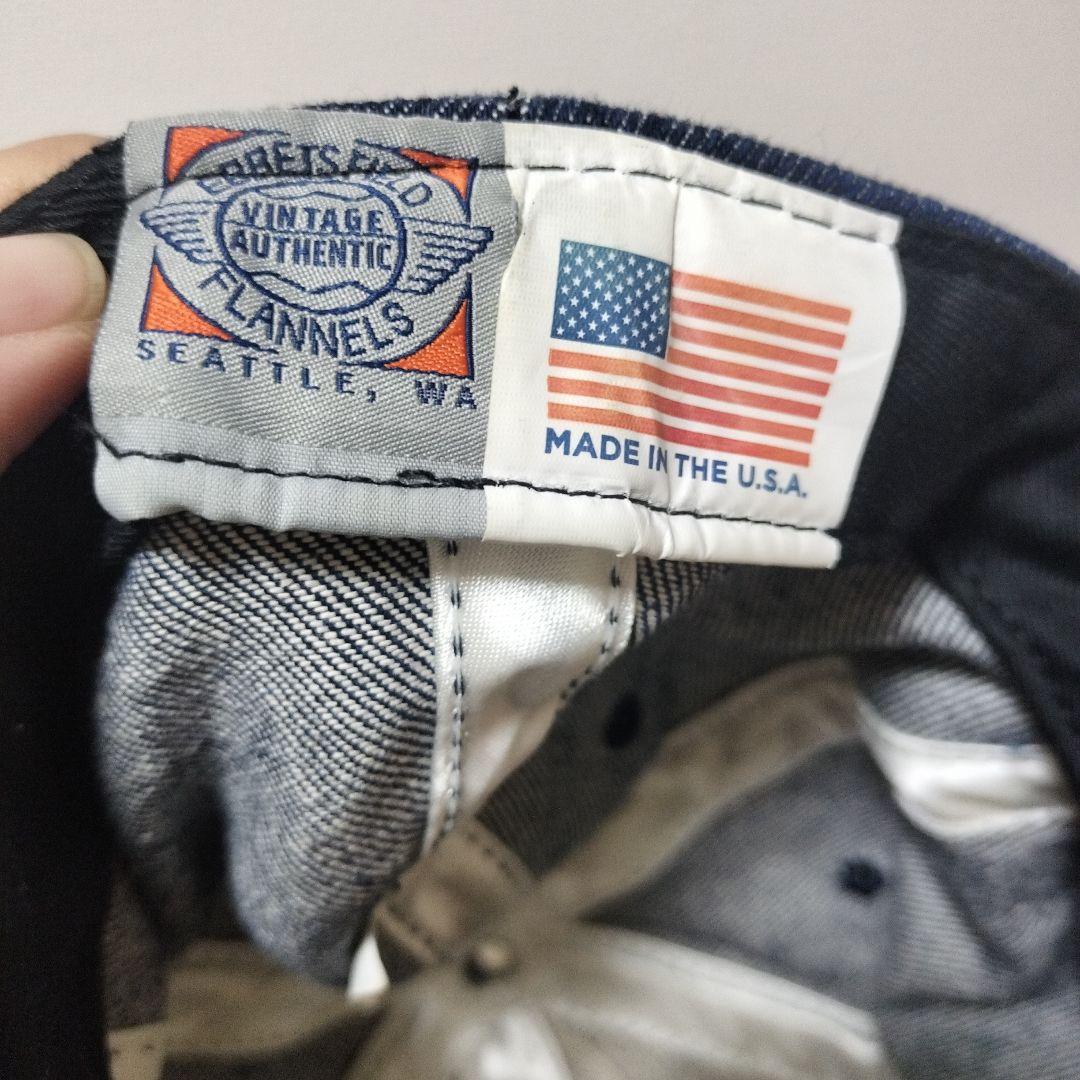 EBBETS FIELD
VINTAGE
AUTHENTIC
FLANNELS
SEATTLE, WA
MADE IN THE U.S.A.